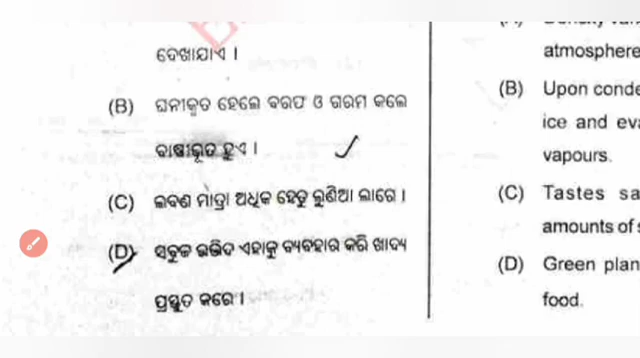 ଦେଖାଯାଏ ।
(B) ଘନୀକୃତ ହେଲେ ବରଫ ଓ ଗରମ କଲେ
ବାଷ୍ପୀଭୂତ ହୁଏ ।
(C) ଲବଣ ମାତ୍ରା ଅଧିକ ହେତୁ ଲୁଣିଆ ଲାଗେ ।
(D) ସବୁଜ ଉଦ୍ଭିଦ ଏହାକୁ ବ୍ୟବହାର କରି ଖାଦ୍ୟ
ପ୍ରସ୍ତୁତ କରେ ।
atmosphere
(B) Upon conde
ice and eva
vapours.
(C) Tastes sa
amounts of s
(D) Green plan
food.